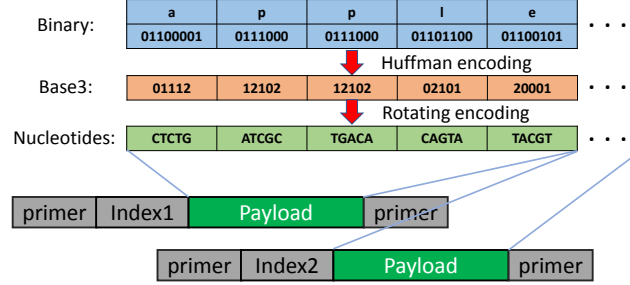 a p p l e
Binary: 01100001 0111000 0111000 01101100 01100101 . . .
Huffman encoding
Base3: 01112 12102 12102 02101 20001 . . .
Rotating encoding
Nucleotides: CTCTG ATCGC TGACA CAGTA TACGT . . .
primer Index1 Payload primer
primer Index2 Payload primer